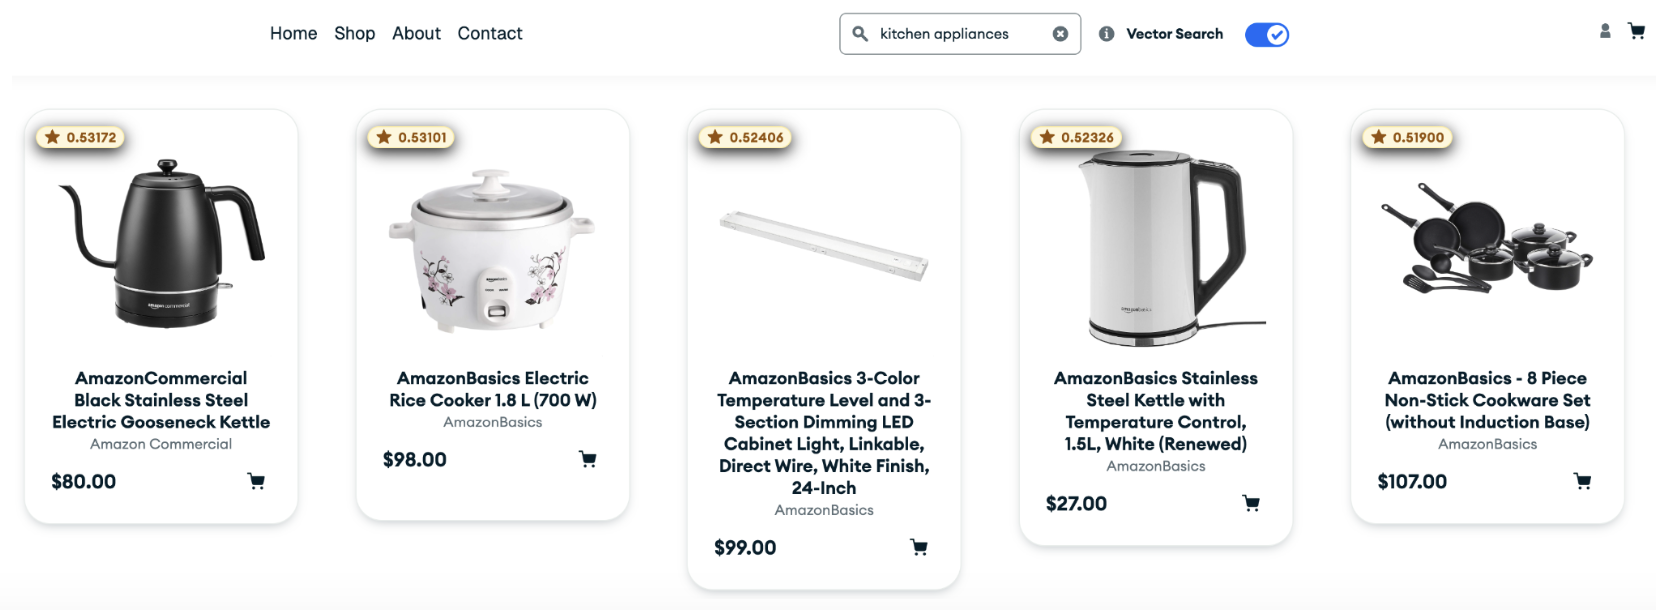 Home Shop About Contact
kitchen appliances
Vector Search
0.53172
AmazonCommercial
Black Stainless Steel
Electric Gooseneck Kettle
Amazon Commercial
$80.00
0.53101
AmazonBasics Electric
Rice Cooker 1.8 L (700 W)
AmazonBasics
$98.00
0.52406
AmazonBasics 3-Color
Temperature Level and 3-
Section Dimming LED
Cabinet Light, Linkable,
Direct Wire, White Finish,
24-Inch
AmazonBasics
$99.00
0.52326
amazonbasics
AmazonBasics Stainless
Steel Kettle with
Temperature Control,
1.5L, White (Renewed)
AmazonBasics
$27.00
0.51900
AmazonBasics - 8 Piece
Non-Stick Cookware Set
(without Induction Base)
AmazonBasics
$107.00